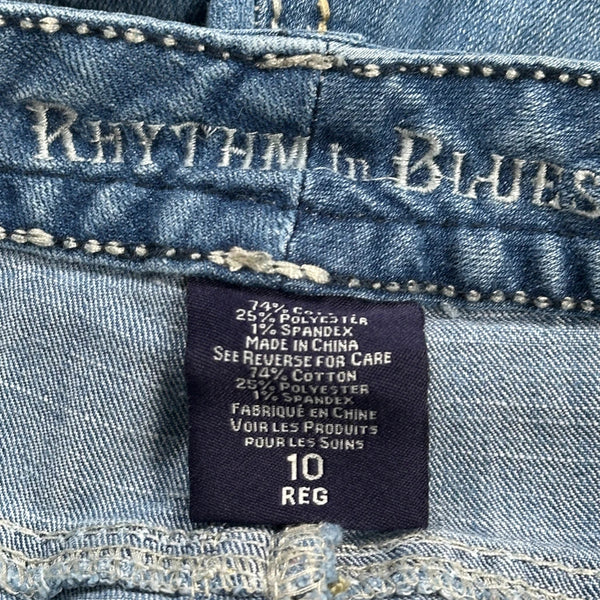 RHYTHM in BLUES
74% C
25% POLYESTER
1% SPANDEX
MADE IN CHINA
SEE REVERSE FOR CARE
74% COTTON
25% POLYESTER
1% SPANDEX
FABRIQUÉ EN CHINE
VOIR LES PRODUITS
POUR LES SOINS
10
REG